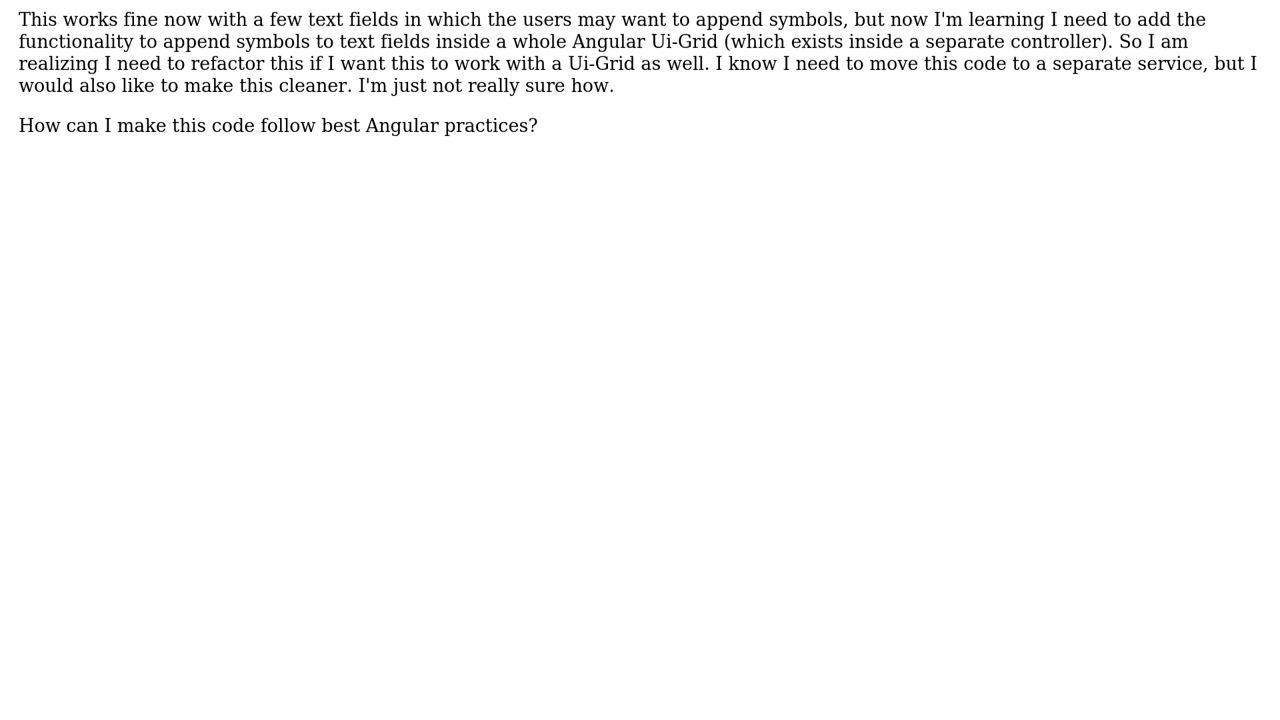 This works fine now with a few text fields in which the users may want to append symbols, but now I'm learning I need to add the
functionality to append symbols to text fields inside a whole Angular Ui-Grid (which exists inside a separate controller). So I am
realizing I need to refactor this if I want this to work with a Ui-Grid as well. I know I need to move this code to a separate service, but I
would also like to make this cleaner. I'm just not really sure how.
How can I make this code follow best Angular practices?